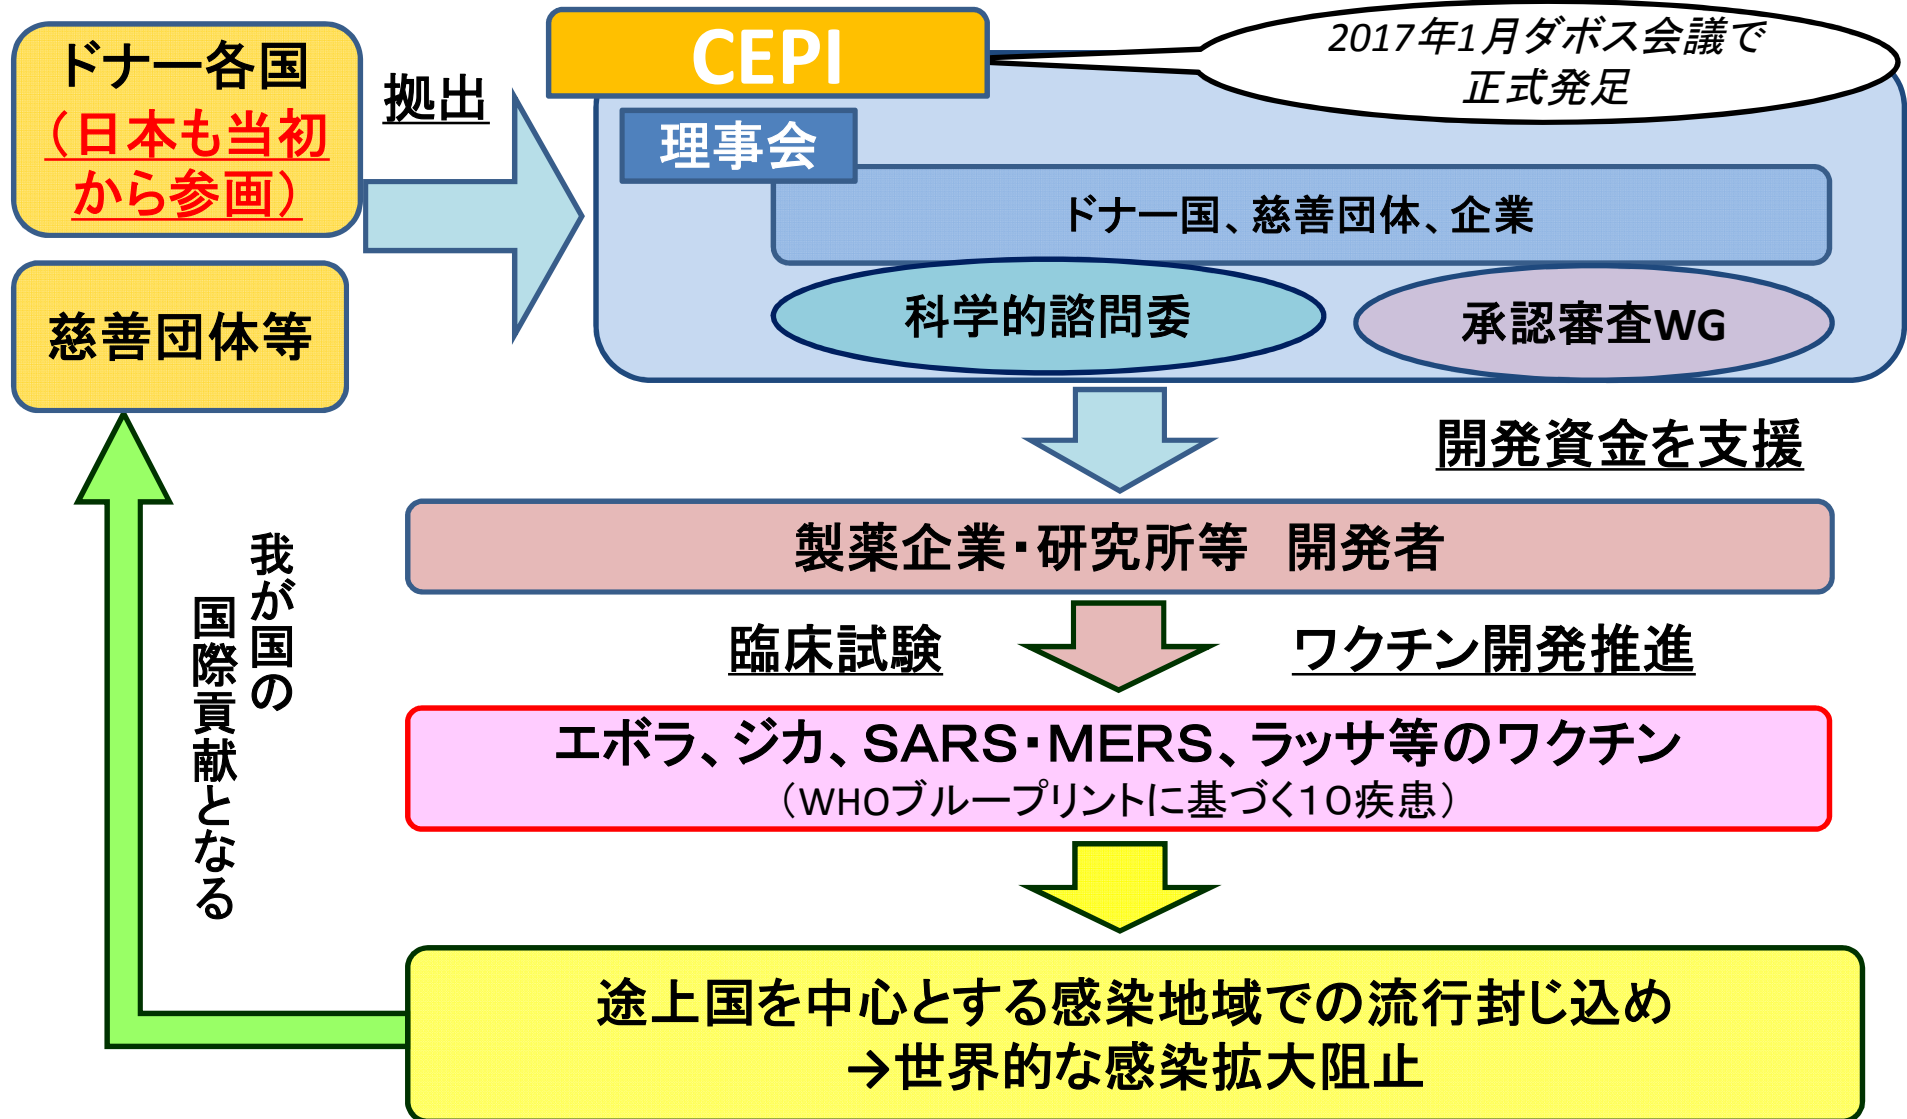 ドナー各国
（日本も当初
から参画）
慈善団体等
拠出
CEPI
2017年1月ダボス会議で
正式発足
理事会
ドナー国、慈善団体、企業
科学的諮問委
承認審査WG
開発資金を支援
製薬企業・研究所等　開発者
臨床試験
ワクチン開発推進
エボラ、ジカ、ＳＡＲＳ・ＭＥＲＳ、ラッサ等のワクチン
（WHOブループリントに基づく１０疾患）
途上国を中心とする感染地域での流行封じ込め
→世界的な感染拡大阻止
我が国の
国際貢献となる